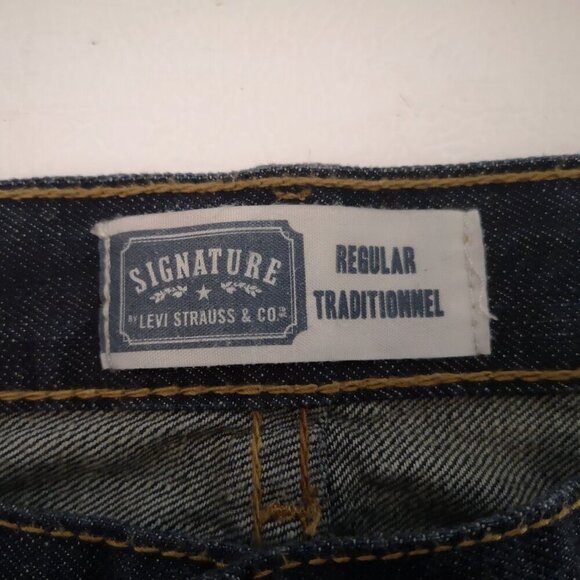 SIGNATURE
BY LEVI STRAUSS & CO
REGULAR
TRADITIONNEL